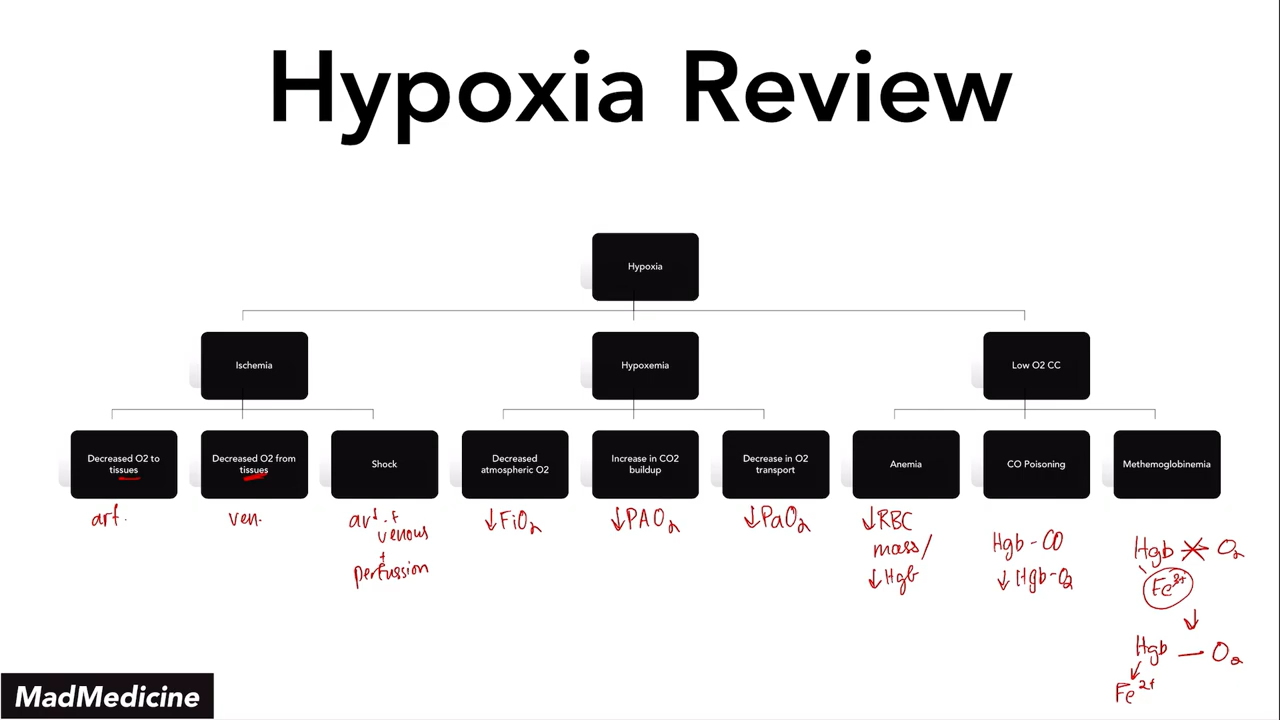 Hypoxia Review
Hypoxia
Ischemia
Hypoxemia
Low O2 CC
Decreased O2 to
tissues
Decreased O2 from
tissues
Shock
Decreased
atmospheric O2
Increase in CO2
buildup
Decrease in O2
transport
Anemia
CO Poisoning
Methemoglobinemia
art.
ven.
art. +
venous
+
perfussion
↓FiO₂
↓PAO₂
↓PaO₂
↓RBC
mass/
↓Hgb
Hgb-CO
↓Hgb-O₂
Hgb O₂
↓
Hgb — O₂
Fe²⁺
MadMedicine